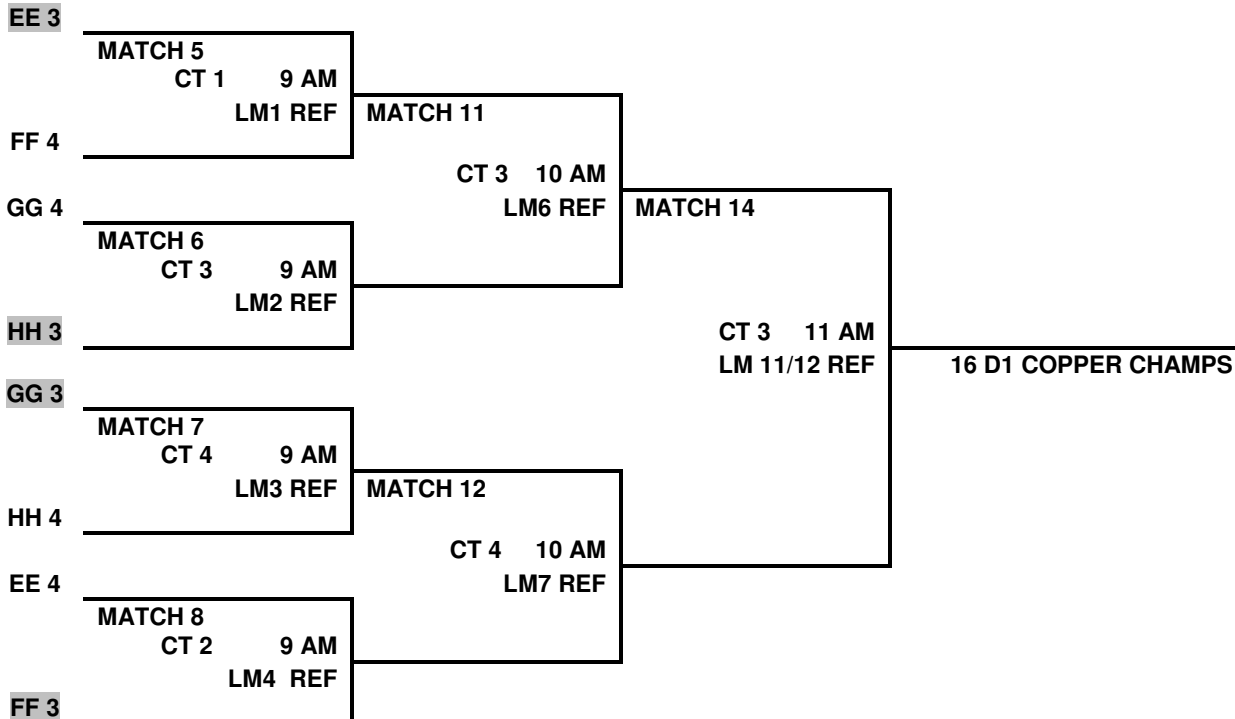 EE 3
MATCH 5
CT 1 9 AM
LM1 REF
FF 4
MATCH 11
CT 3 10 AM
LM6 REF
GG 4
MATCH 6
CT 3 9 AM
LM2 REF
HH 3
MATCH 14
CT 3 11 AM
LM 11/12 REF
16 D1 COPPER CHAMPS
GG 3
MATCH 7
CT 4 9 AM
LM3 REF
HH 4
MATCH 12
CT 4 10 AM
LM7 REF
EE 4
MATCH 8
CT 2 9 AM
LM4 REF
FF 3